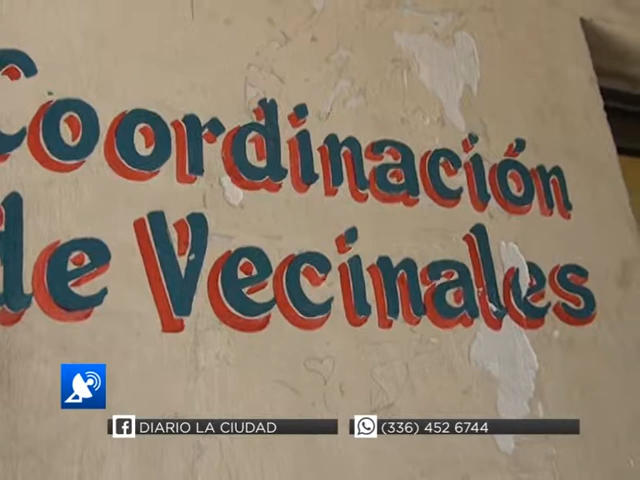 Coordinación
de Vecinales
DIARIO LA CIUDAD
(336) 452 6744